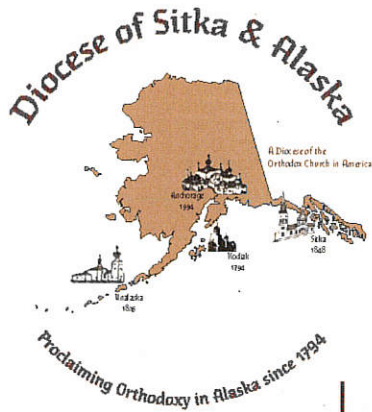 Diocese of Sitka & Alaska
A Diocese of the
Orthodox Church in America
Anchorage
1994
Sitka
1848
Kodiak
1794
Unalaska
Proclaiming Orthodoxy in Alaska since 1794